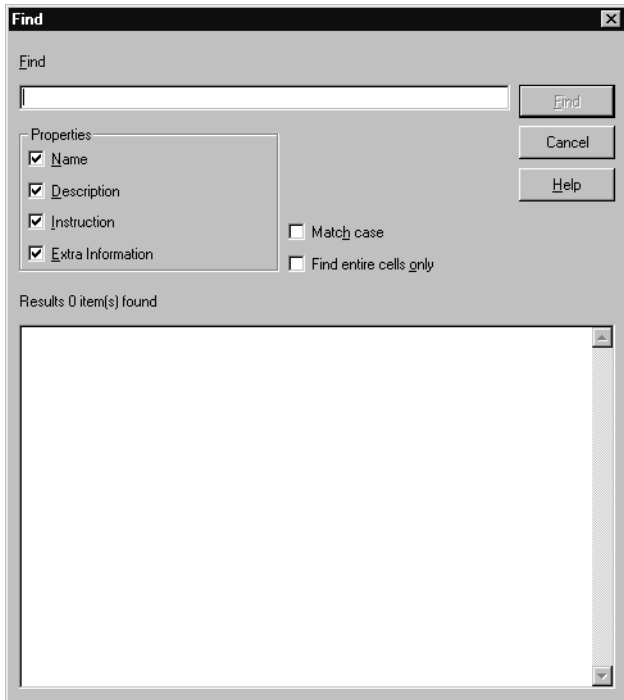 Find
Find
Find
Properties
Cancel
Name
Description
Help
Instruction
Match case
Extra Information
Find entire cells only
Results 0 item(s) found